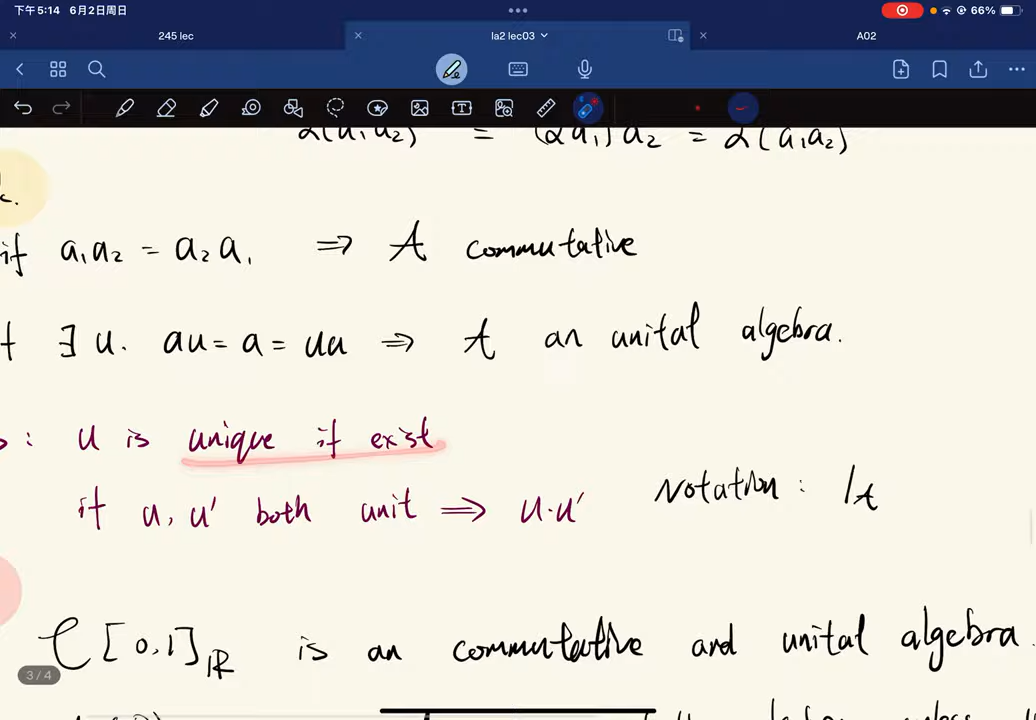 下午5:14 6月2日周日
66%
245 lec
la2 lec03
A02
α(a₁a₂) = (αa₁)a₂ = α(a₁a₂)
if a₁a₂ = a₂a₁ ⇒ A commutative
∃ u. au = a = ua ⇒ A an unital algebra.
: u is unique if exist
if u, u' both unit ⇒ u·u'
Notation : 1_A
C[0,1]_ℝ is an commutative and unital algebra.
3/4